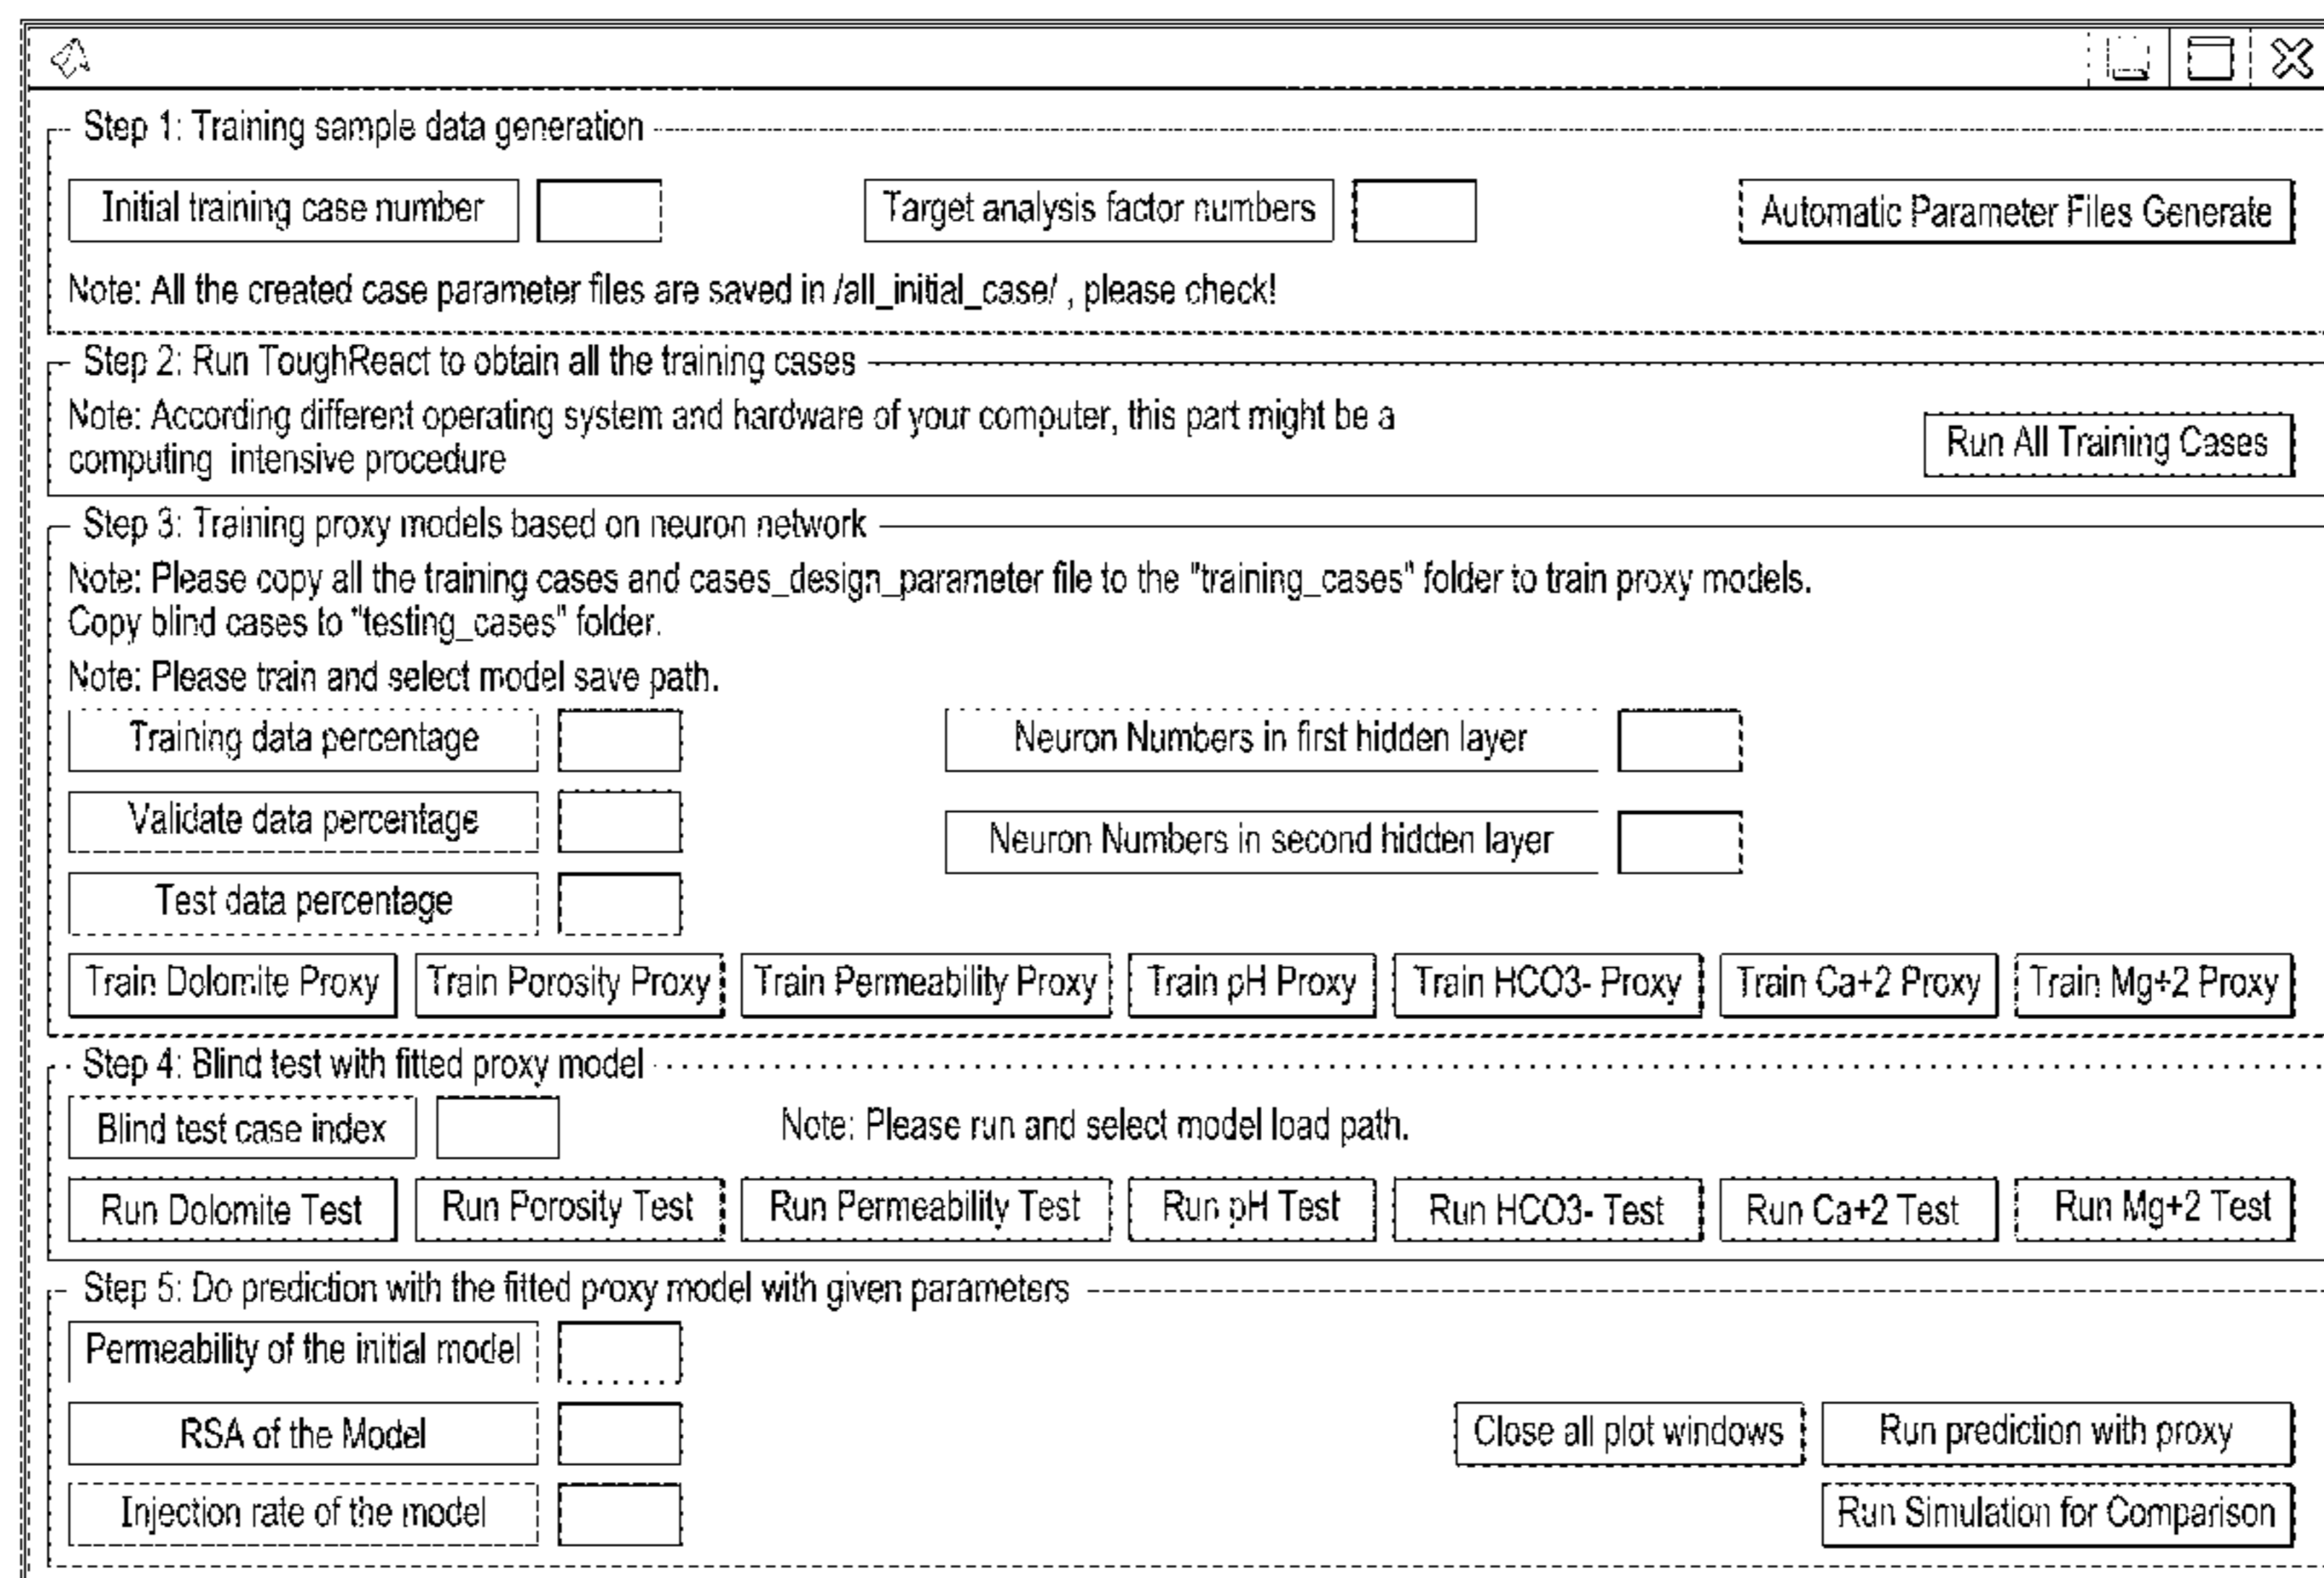 Step 1: Training sample data generation
Initial training case number
Target analysis factor numbers
Automatic Parameter Files Generate
Note: All the created case parameter files are saved in /all_initial_case/ , please check!
Step 2: Run ToughReact to obtain all the training cases
Note: According different operating system and hardware of your computer, this part might be a
computing intensive procedure
Run All Training Cases
Step 3: Training proxy models based on neuron network
Note: Please copy all the training cases and cases_design_parameter file to the "training_cases" folder to train proxy models.
Copy blind cases to "testing_cases" folder.
Note: Please train and select model save path.
Training data percentage
Neuron Numbers in first hidden layer
Validate data percentage
Neuron Numbers in second hidden layer
Test data percentage
Train Dolomite Proxy
Train Porosity Proxy
Train Permeability Proxy
Train pH Proxy
Train HCO3- Proxy
Train Ca+2 Proxy
Train Mg+2 Proxy
Step 4: Blind test with fitted proxy model
Blind test case index
Note: Please run and select model load path.
Run Dolomite Test
Run Porosity Test
Run Permeability Test
Run pH Test
Run HCO3- Test
Run Ca+2 Test
Run Mg+2 Test
Step 5: Do prediction with the fitted proxy model with given parameters
Permeability of the initial model
RSA of the Model
Close all plot windows
Run prediction with proxy
Injection rate of the model
Run Simulation for Comparison